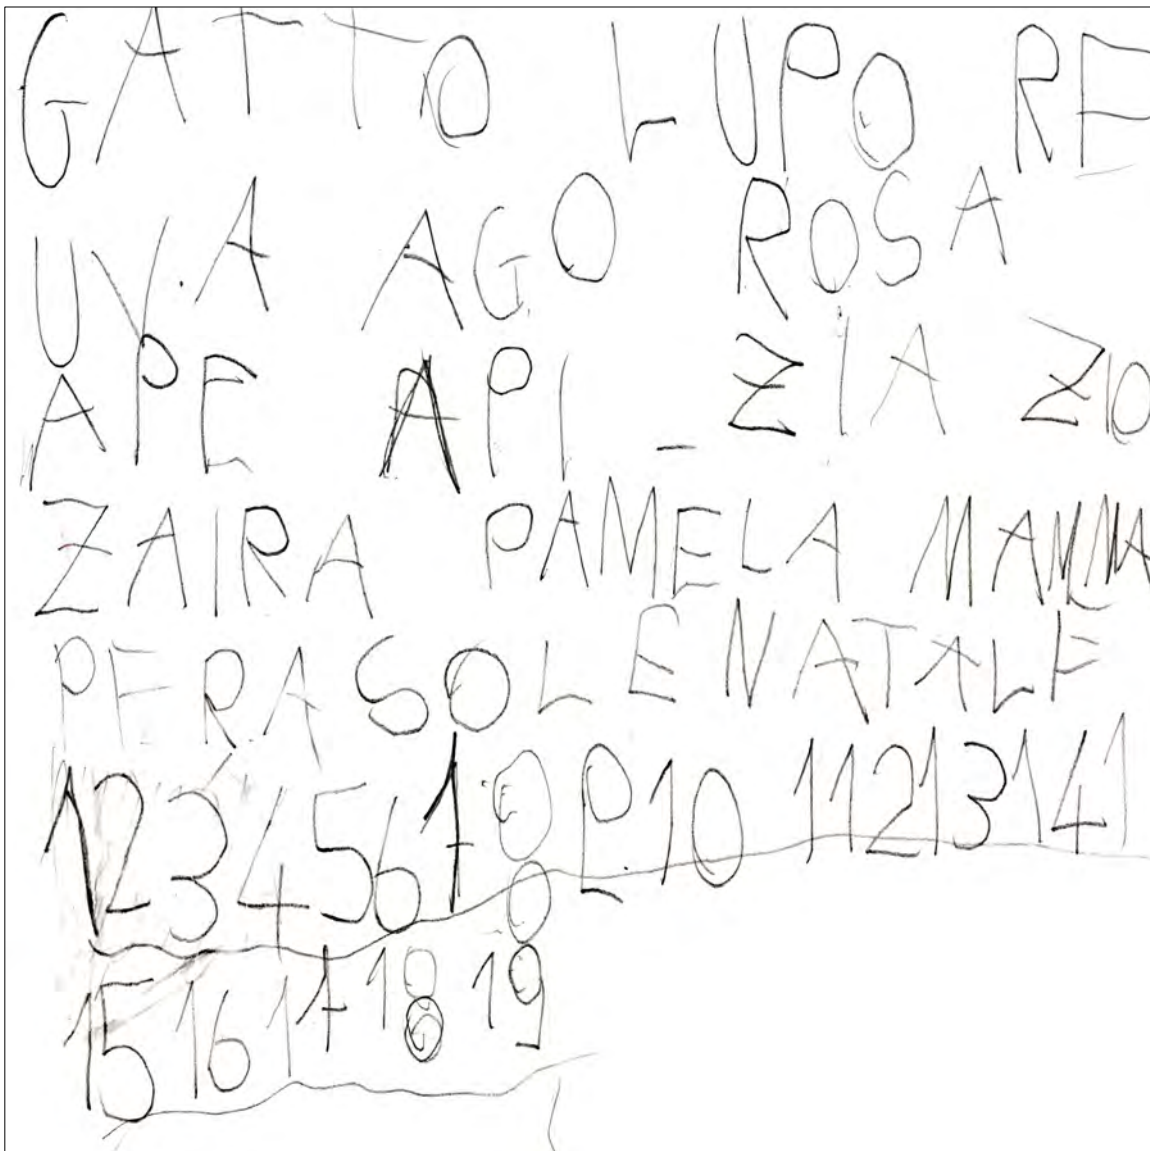 GATTO LUPO RE
UVA AGO ROSA
APE API - ZIA ZIO
ZAIRA PAMELA MAMMA
PERA SOLE NATALE
1 2 3 4 5 6 7 8 9 10 11 12 13 14 1
15 16 17 18 19